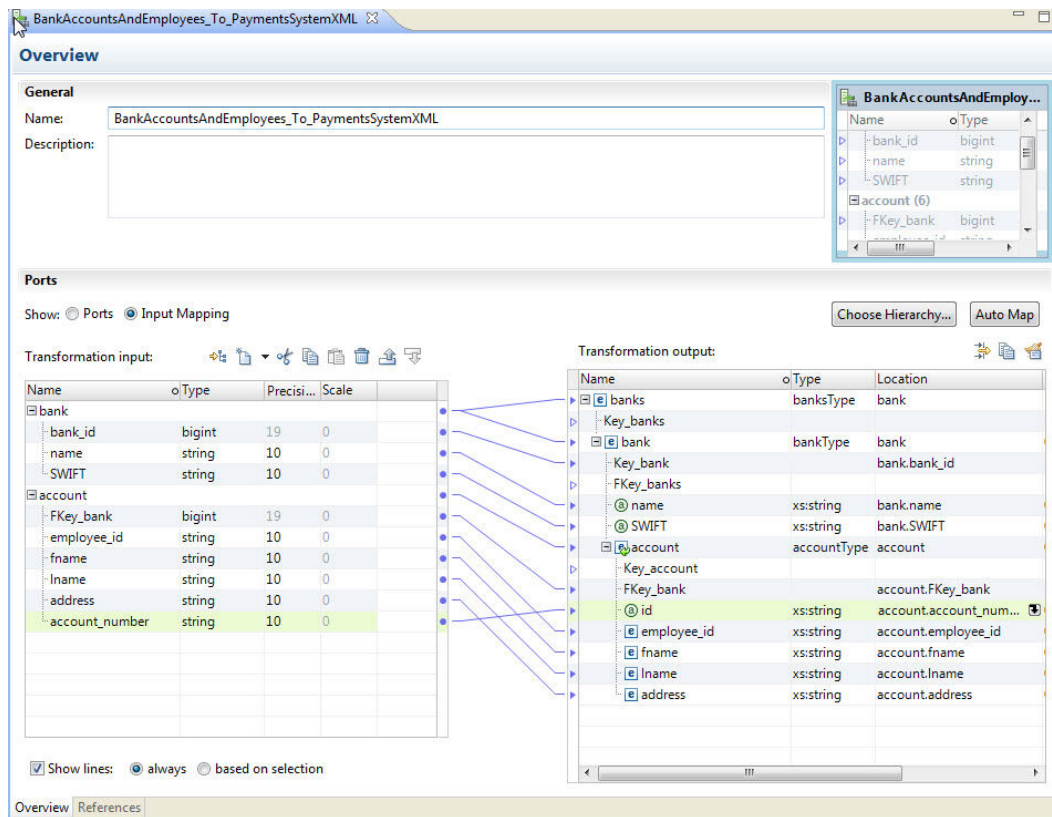 BankAccountsAndEmployees_To_PaymentsSystemXML
Overview
General
Name: BankAccountsAndEmployees_To_PaymentsSystemXML
Description:
BankAccountsAndEmploy...
Name Type
bank_id bigint
name string
SWIFT string
account (6)
FKey_bank bigint
Ports
Show: Ports Input Mapping
Choose Hierarchy... Auto Map
Transformation input:
Name Type Precisi... Scale
bank
bank_id bigint 19 0
name string 10 0
SWIFT string 10 0
account
FKey_bank bigint 19 0
employee_id string 10 0
fname string 10 0
lname string 10 0
address string 10 0
account_number string 10 0
Transformation output:
Name Type Location
e banks banksType bank
Key_banks
e bank bankType bank
Key_bank bank.bank_id
FKey_banks
a name xs:string bank.name
a SWIFT xs:string bank.SWIFT
e account accountType account
Key_account
FKey_bank account.FKey_bank
a id xs:string account.account_num...
e employee_id xs:string account.employee_id
e fname xs:string account.fname
e lname xs:string account.lname
e address xs:string account.address
Show lines: always based on selection
Overview References